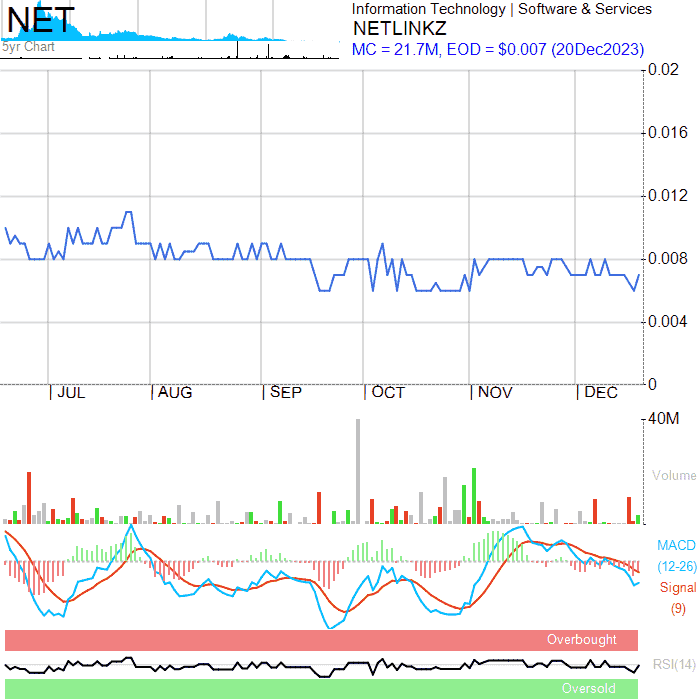 NET
Information Technology | Software & Services
NETLINKZ
5yr Chart
MC = 21.7M, EOD = $0.007 (20Dec2023)
0.02
0.016
0.012
0.008
0.004
0
| JUL | AUG | SEP | OCT | NOV | DEC
40M
Volume
MACD
(12-26)
Signal
(9)
Overbought
RSI(14)
Oversold